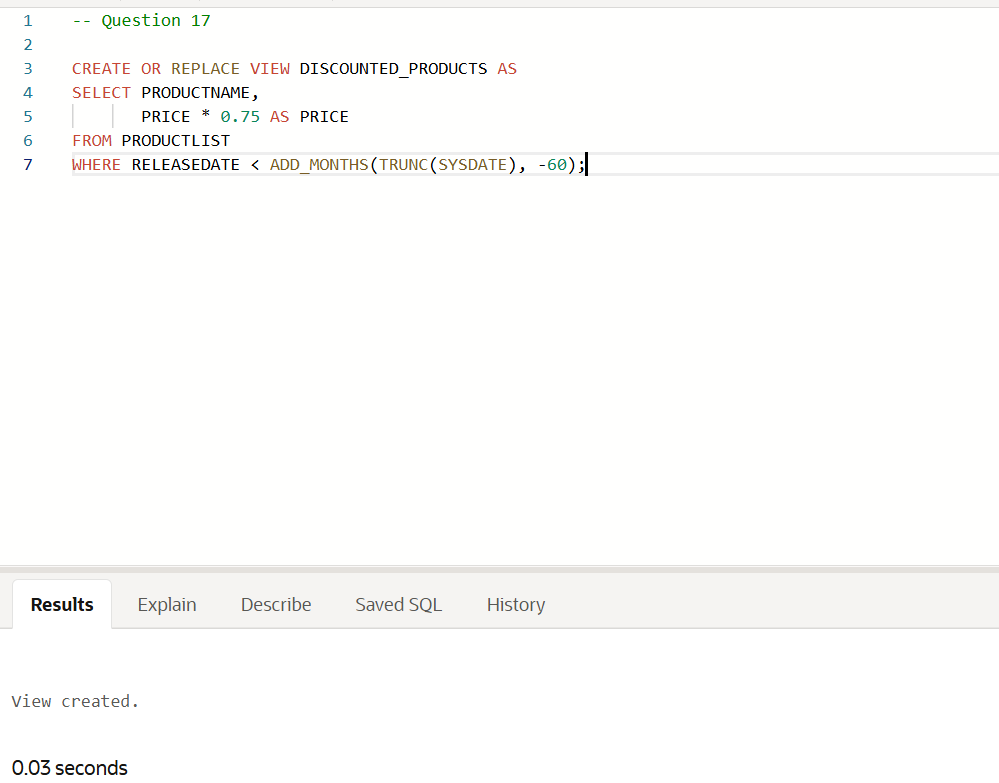 1 -- Question 17
2
3 CREATE OR REPLACE VIEW DISCOUNTED_PRODUCTS AS
4 SELECT PRODUCTNAME,
5 PRICE * 0.75 AS PRICE
6 FROM PRODUCTLIST
7 WHERE RELEASEDATE < ADD_MONTHS(TRUNC(SYSDATE), -60);
Results Explain Describe Saved SQL History
View created.
0.03 seconds